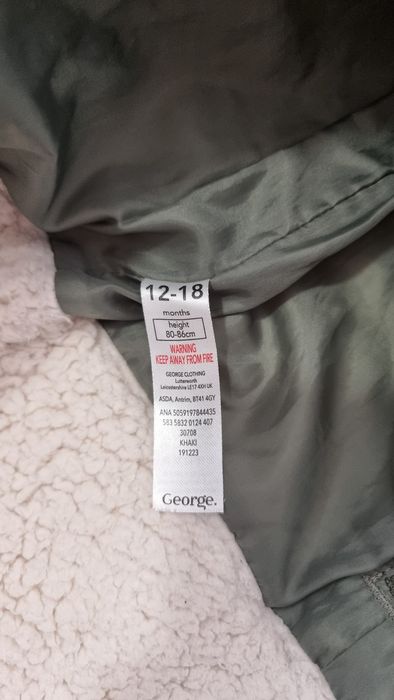 12-18
months
height
80-86cm
WARNING
KEEP AWAY FROM FIRE
GEORGE CLOTHING
Lutterworth
Leicestershire LE17 4XH UK
ASDA, Antrim, BT41 4GY
ANA 5059197844435
583 5832 0124 407
30708
KHAKI
191223
George.